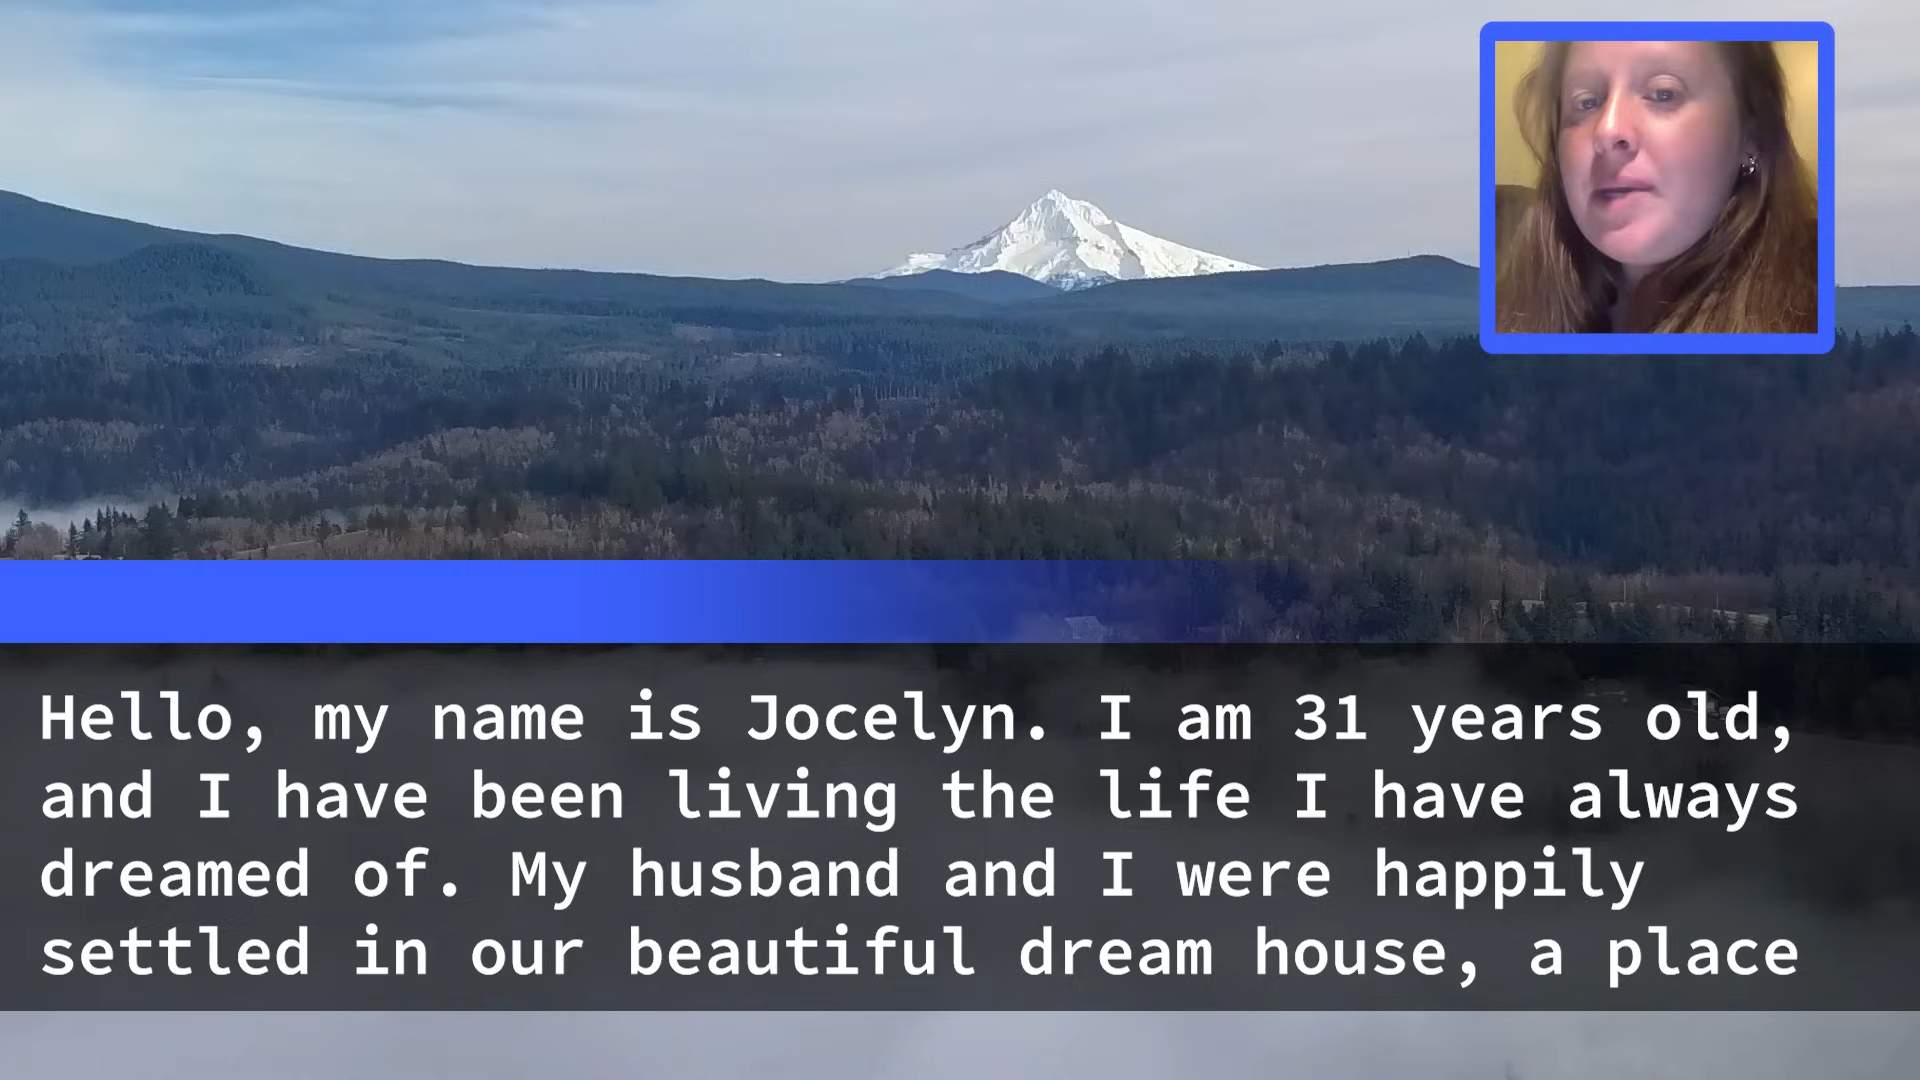 Hello, my name is Jocelyn. I am 31 years old,
and I have been living the life I have always
dreamed of. My husband and I were happily
settled in our beautiful dream house, a place